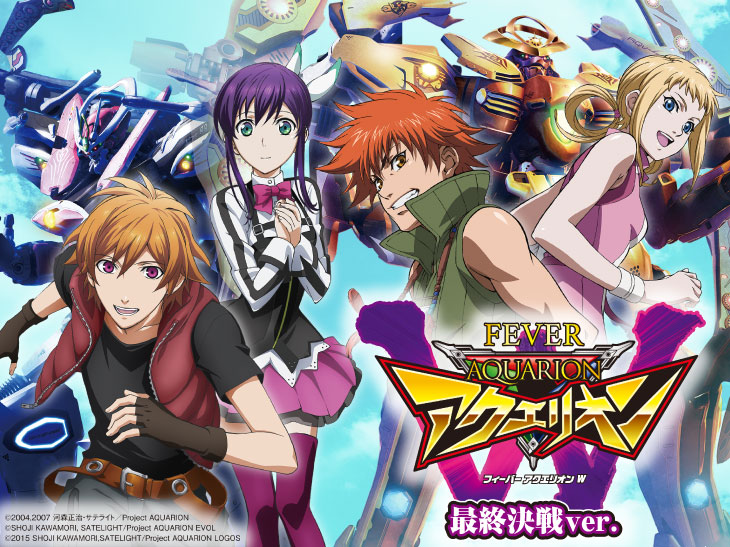 FEVER
AQUARION
アクエリオン
W
フィーバー アクエリオン W
最終決戦ver.
©2004,2007 河森正治・サテライト／Project AQUARION
©SHOJI KAWAMORI, SATELIGHT/Project AQUARION EVOL
©2015 SHOJI KAWAMORI,SATELIGHT/Project AQUARION LOGOS